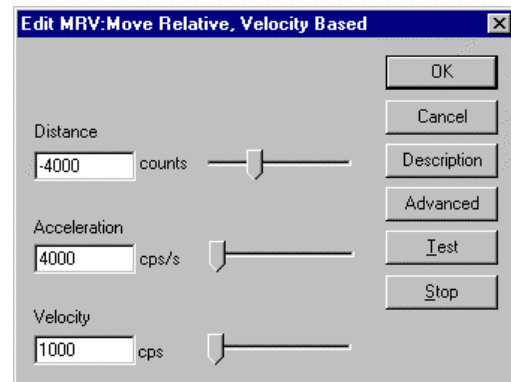 Edit MRV:Move Relative, Velocity Based
OK
Cancel
Distance
-4000 counts
Description
Advanced
Acceleration
4000 cps/s
Test
Stop
Velocity
1000 cps